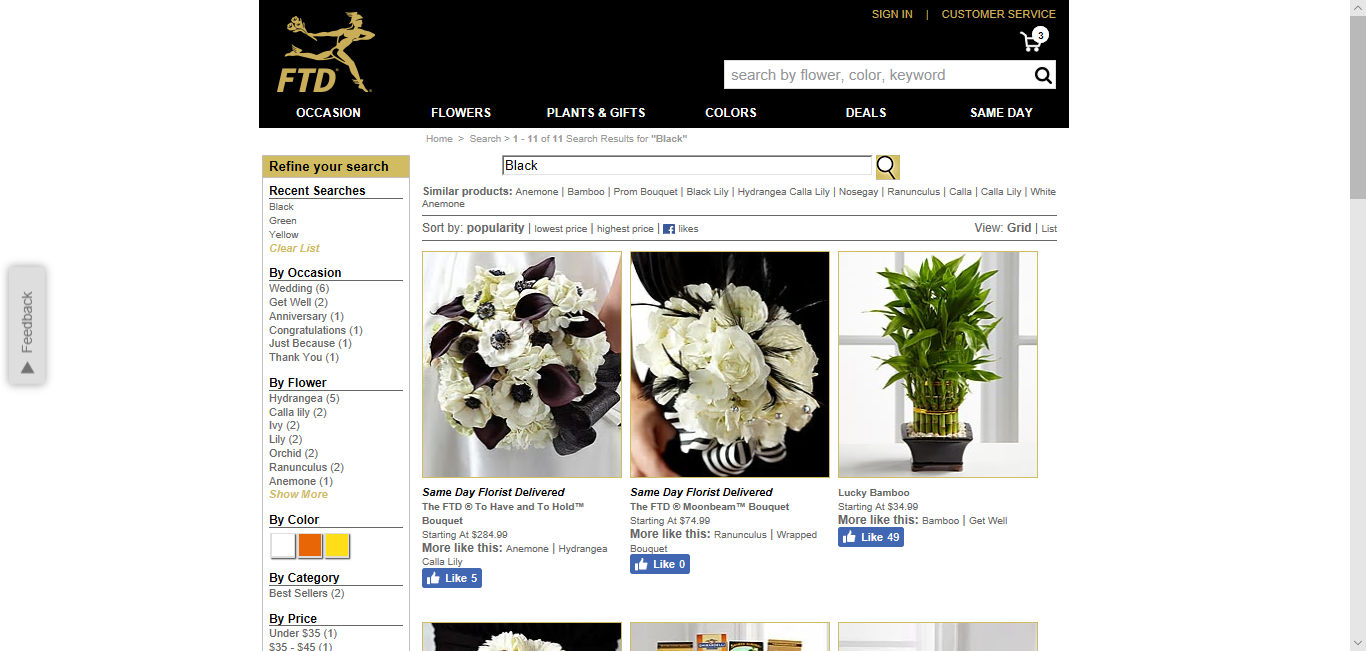 SIGN IN | CUSTOMER SERVICE
3
FTD
search by flower, color, keyword
OCCASION FLOWERS PLANTS & GIFTS COLORS DEALS SAME DAY
Home > Search > 1 - 11 of 11 Search Results for "Black"
Refine your search
Recent Searches
Black
Green
Yellow
Clear List
By Occasion
Wedding (6)
Get Well (2)
Anniversary (1)
Congratulations (1)
Just Because (1)
Thank You (1)
By Flower
Hydrangea (5)
Calla lily (2)
Ivy (2)
Lily (2)
Orchid (2)
Ranunculus (2)
Anemone (1)
Show More
By Color
By Category
Best Sellers (2)
By Price
Under $35 (1)
$35 - $45 (1)
Feedback
Black
Similar products: Anemone | Bamboo | Prom Bouquet | Black Lily | Hydrangea Calla Lily | Nosegay | Ranunculus | Calla | Calla Lily | White
Anemone
Sort by: popularity | lowest price | highest price | f likes
View: Grid | List
Same Day Florist Delivered
The FTD ® To Have and To Hold™
Bouquet
Starting At $284.99
More like this: Anemone | Hydrangea
Calla Lily
Like 5
Same Day Florist Delivered
The FTD ® Moonbeam™ Bouquet
Starting At $74.99
More like this: Ranunculus | Wrapped
Bouquet
Like 0
Lucky Bamboo
Starting At $34.99
More like this: Bamboo | Get Well
Like 49